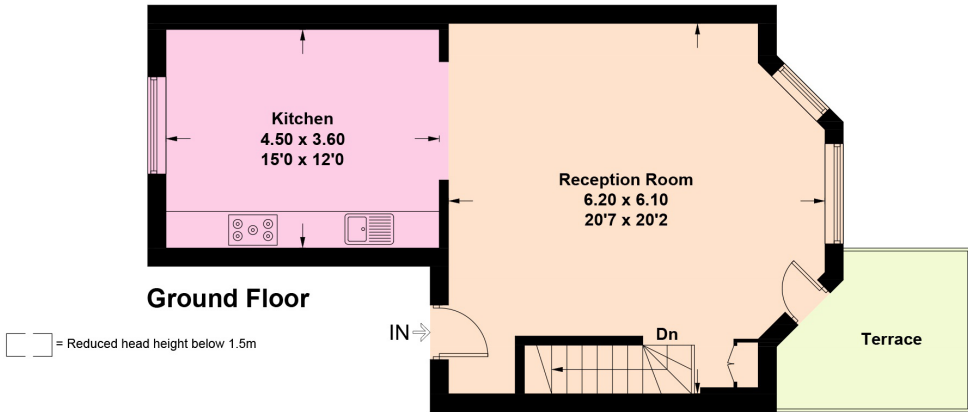 Kitchen
4.50 x 3.60
15'0 x 12'0
Reception Room
6.20 x 6.10
20'7 x 20'2
Ground Floor
IN
= Reduced head height below 1.5m
Dn
Terrace